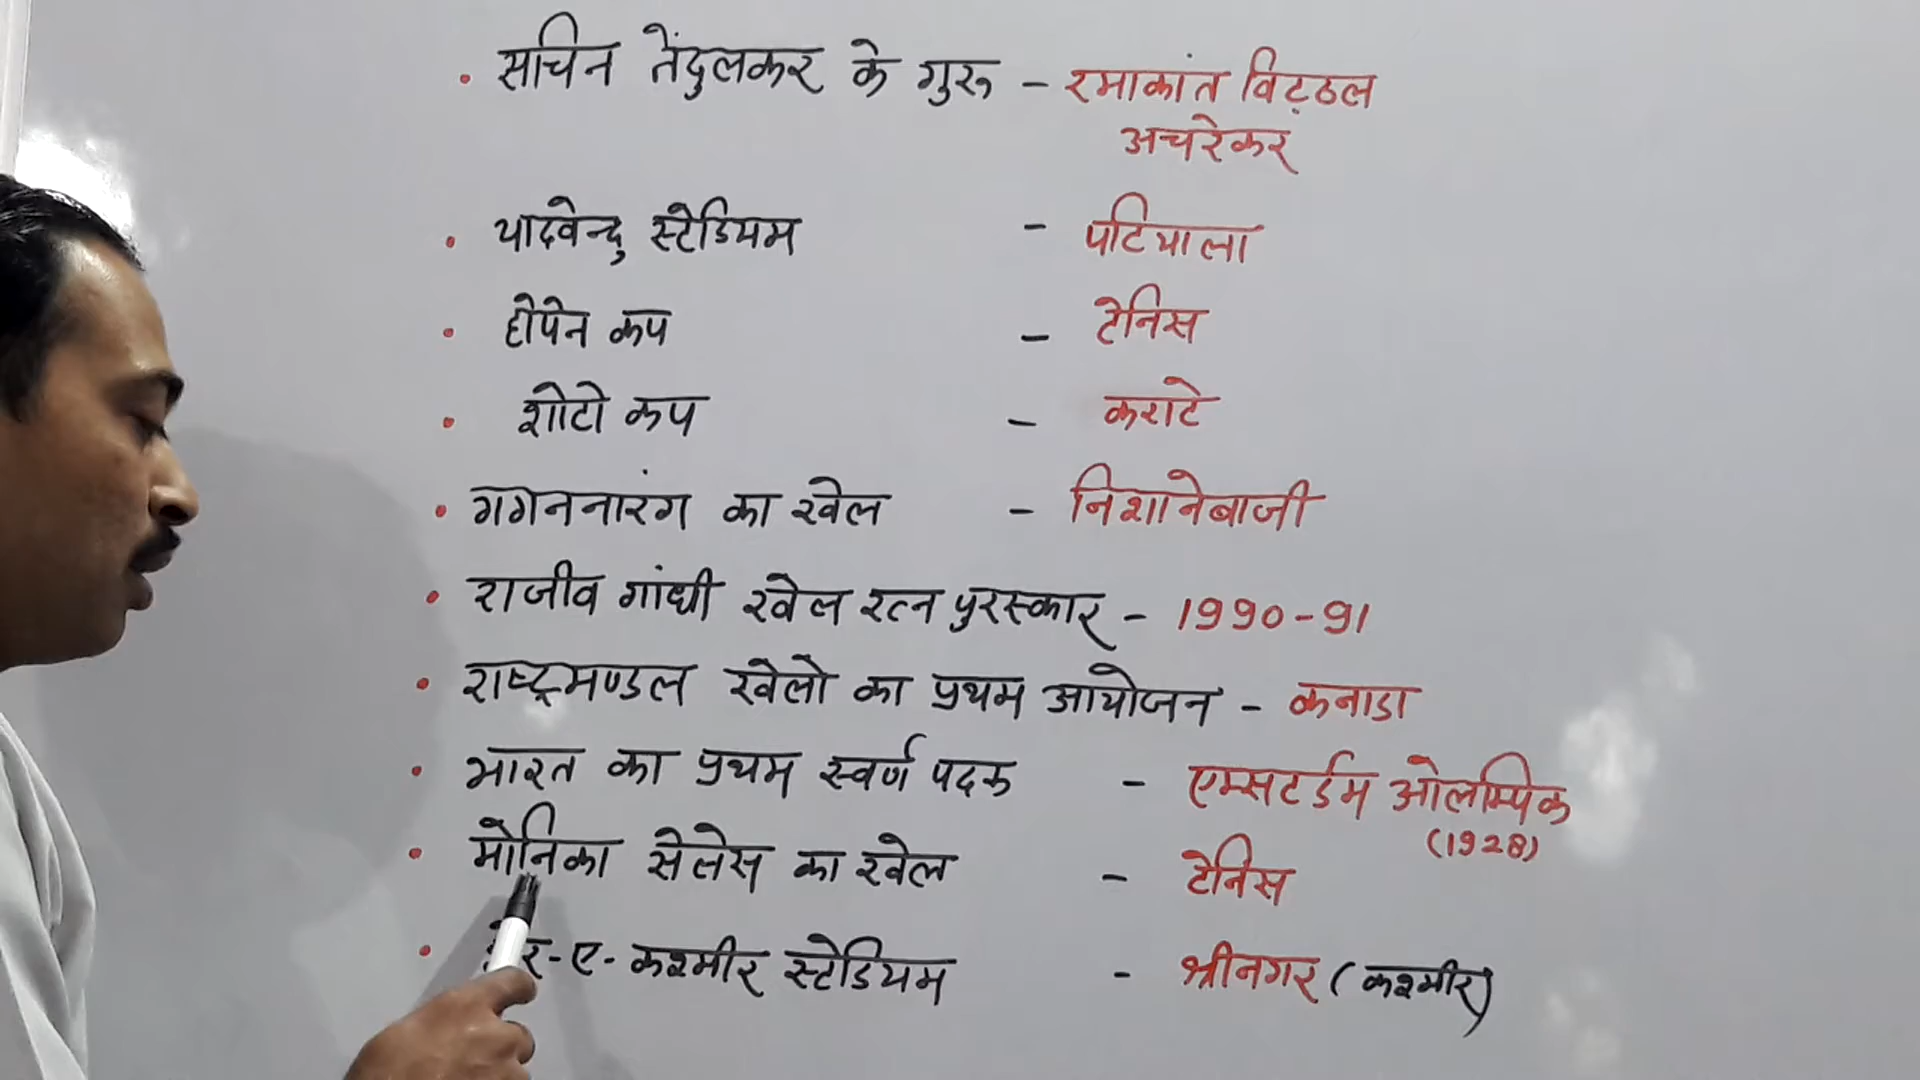 • सचिन तेंदुलकर के गुरू - रमाकांत विट्ठल
अचरेकर
• यादवेन्द्रु स्टेडियम - पटियाला
• होपेन कप - टेनिस
• शोटो कप - कराटे
• गगननारंग का खेल - निशानेबाजी
• राजीव गांधी खेल रत्न पुरस्कार - 1990-91
• राष्ट्रमण्डल खेलो का प्रथम आयोजन - कनाडा
• भारत का प्रथम स्वर्ण पदक - एम्सटर्डम ओलम्पिक
(1928)
• मोनिका सेलेस का खेल - टेनिस
• -ए- कश्मीर स्टेडियम - श्रीनगर (कश्मीर)